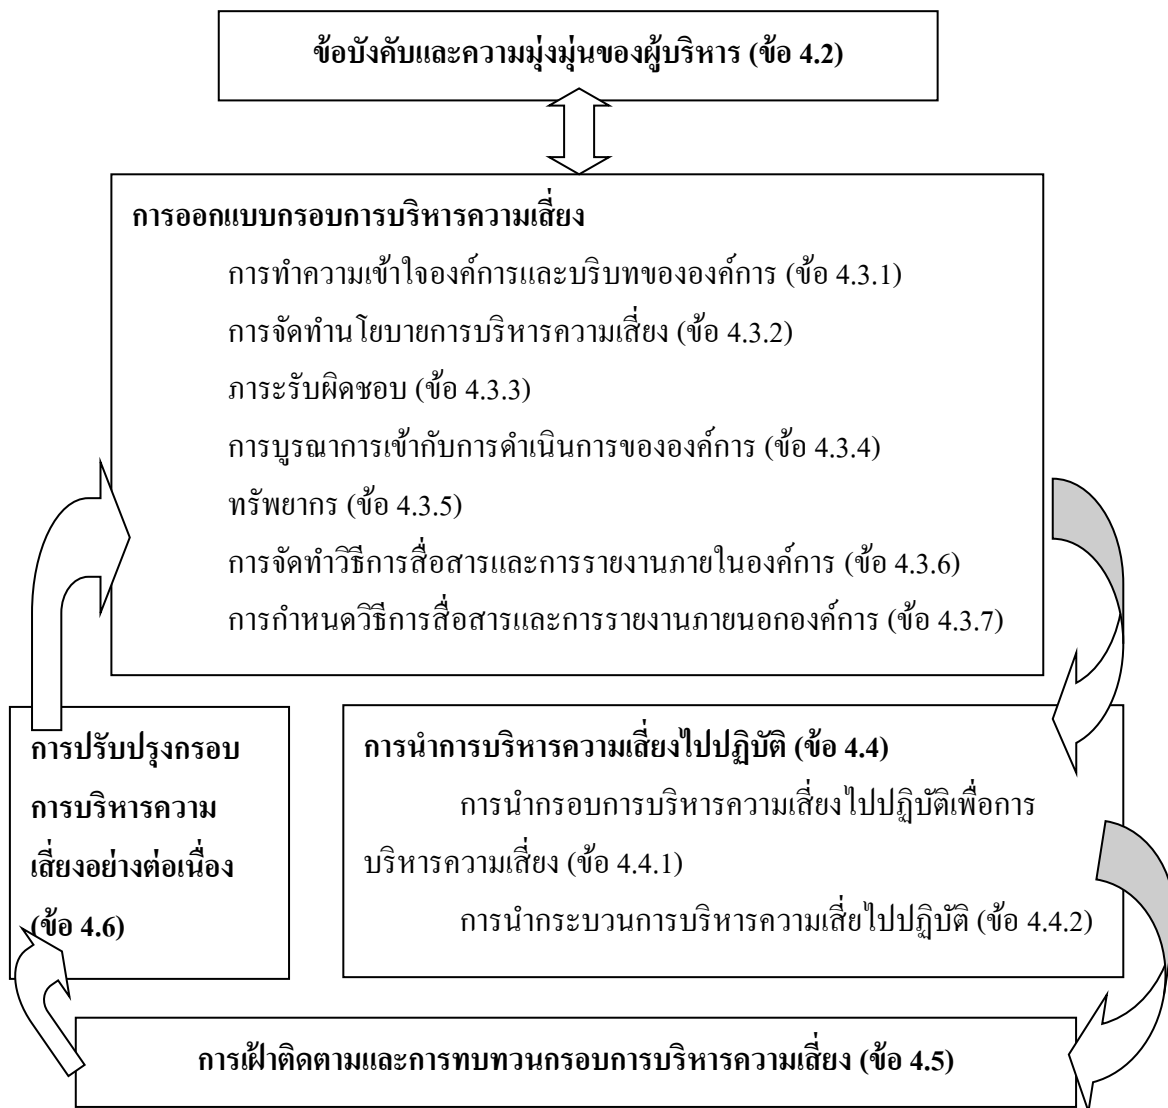 ข้อบังคับและความมุ่งมุ่นของผู้บริหาร (ข้อ 4.2)
การออกแบบกรอบการบริหารความเสี่ยง
การทำความเข้าใจองค์การและบริบทขององค์การ (ข้อ 4.3.1)
การจัดทำนโยบายการบริหารความเสี่ยง (ข้อ 4.3.2)
ภาระรับผิดชอบ (ข้อ 4.3.3)
การบูรณาการเข้ากับการดำเนินการขององค์การ (ข้อ 4.3.4)
ทรัพยากร (ข้อ 4.3.5)
การจัดทำวิธีการสื่อสารและการรายงานภายในองค์การ (ข้อ 4.3.6)
การกำหนดวิธีการสื่อสารและการรายงานภายนอกองค์การ (ข้อ 4.3.7)
การปรับปรุงกรอบ
การบริหารความ
เสี่ยงอย่างต่อเนื่อง
(ข้อ 4.6)
การนำการบริหารความเสี่ยงไปปฏิบัติ (ข้อ 4.4)
การนำกรอบการบริหารความเสี่ยงไปปฏิบัติเพื่อการ
บริหารความเสี่ยง (ข้อ 4.4.1)
การนำกระบวนการบริหารความเสี่ยไปปฏิบัติ (ข้อ 4.4.2)
การเฝ้าติดตามและการทบทวนกรอบการบริหารความเสี่ยง (ข้อ 4.5)